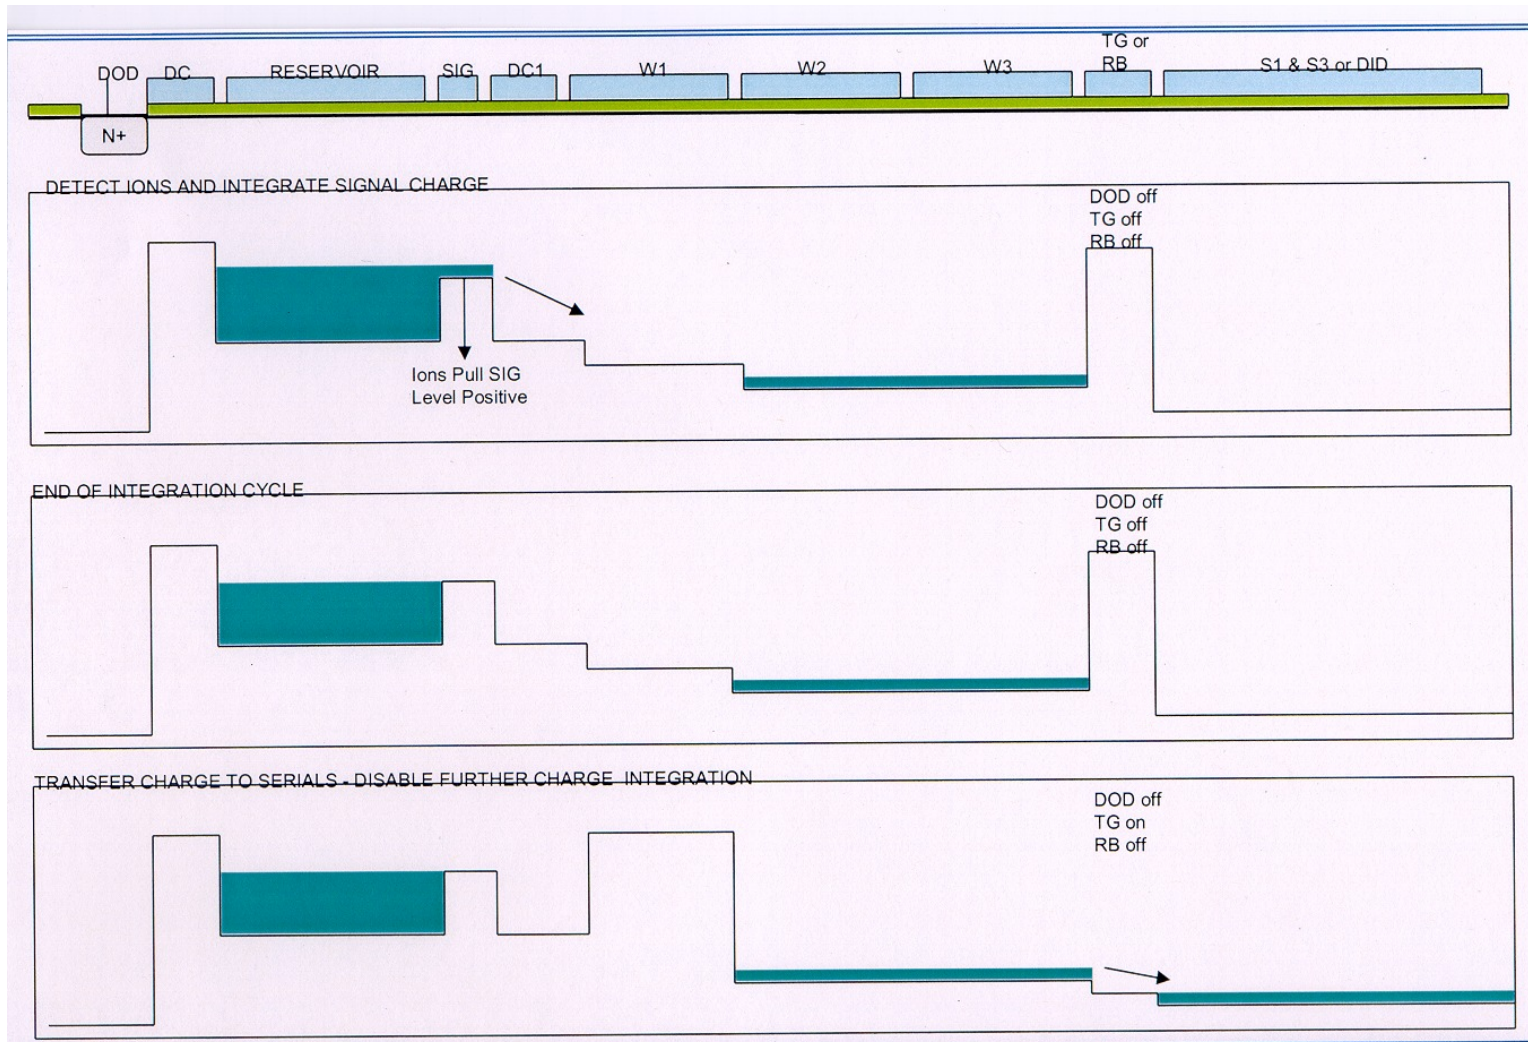 DOD
DC
RESERVOIR
SIG
DC1
W1
W2
W3
TG or
RB
S1 & S3 or DID
N+
DETECT IONS AND INTEGRATE SIGNAL CHARGE
DOD off
TG off
RB off
Ions Pull SIG
Level Positive
END OF INTEGRATION CYCLE
DOD off
TG off
RB off
TRANSFER CHARGE TO SERIALS - DISABLE FURTHER CHARGE INTEGRATION
DOD off
TG on
RB off